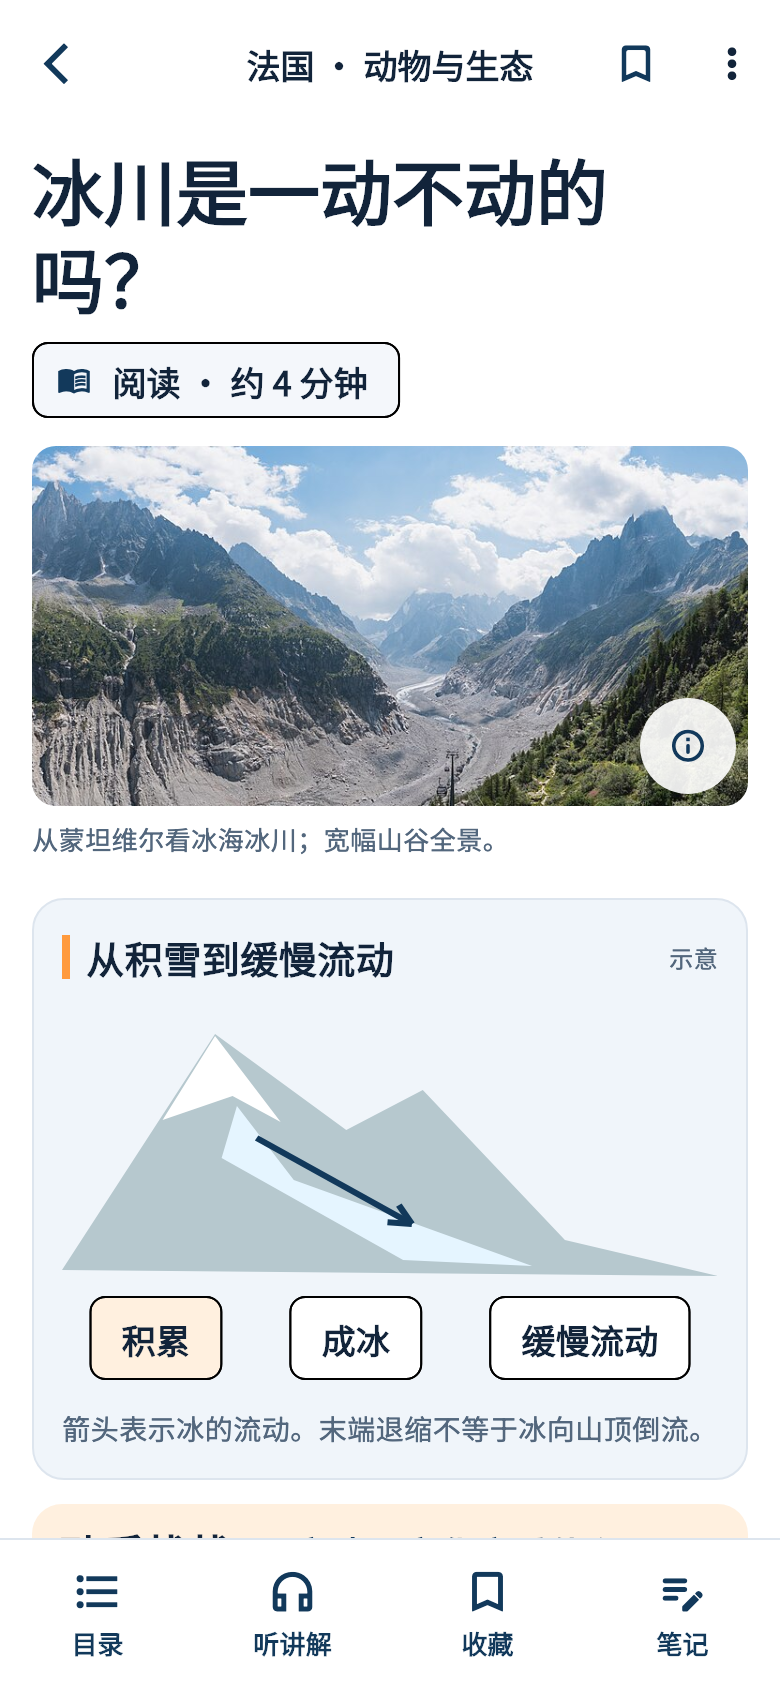 法国 · 动物与生态
冰川是一动不动的
吗？
阅读 · 约 4 分钟
从蒙坦维尔看冰海冰川；宽幅山谷全景。
从积雪到缓慢流动
示意
积累
成冰
缓慢流动
箭头表示冰的流动。末端退缩不等于冰向山顶倒流。
目录
听讲解
收藏
笔记